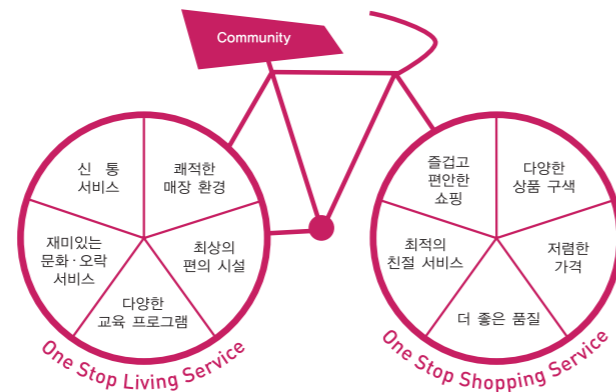 Community
신 통
서비스
쾌적한
매장 환경
재미있는
문화·오락
서비스
최상의
편의 시설
다양한
교육 프로그램
One Stop Living Service
즐겁고
편안한
쇼핑
다양한
상품 구색
최적의
친절 서비스
저렴한
가격
더 좋은 품질
One Stop Shopping Service